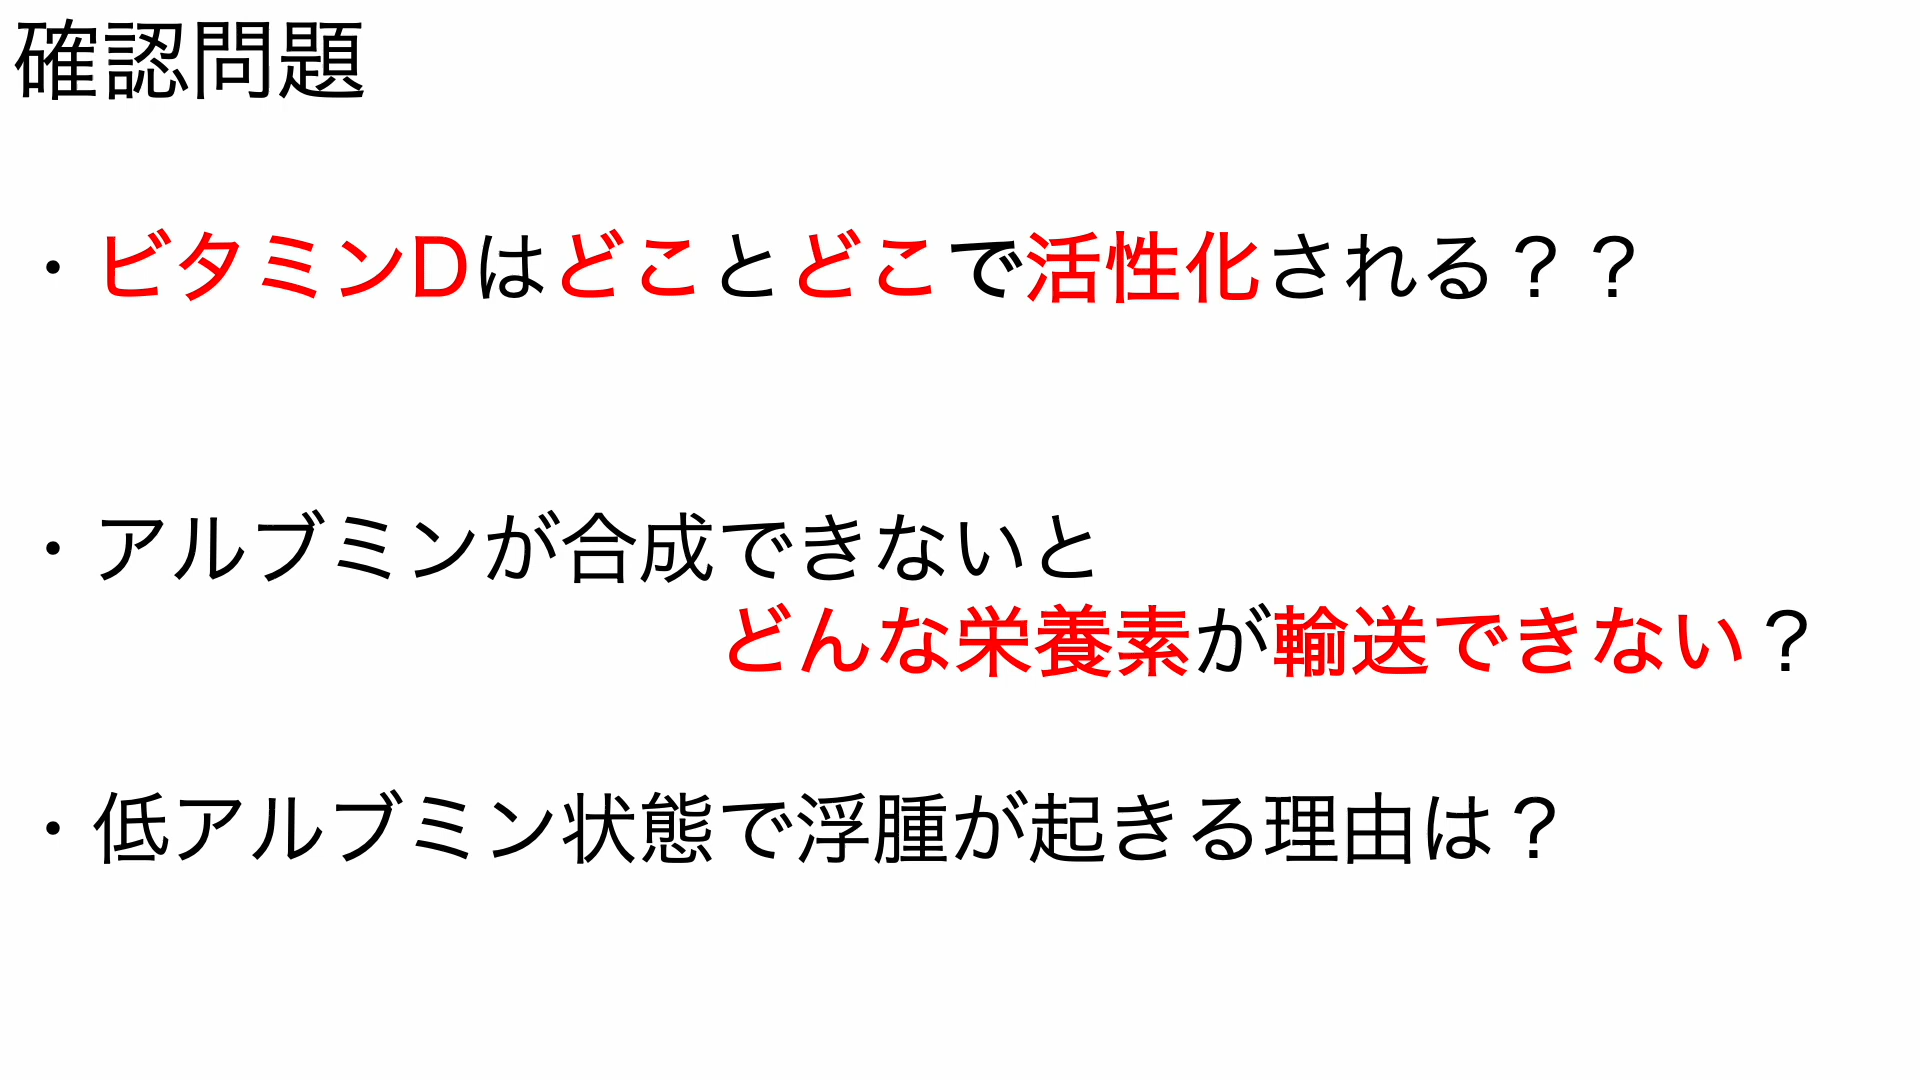 確認問題
・ビタミンDはどことどこで活性化される？？
・アルブミンが合成できないと
どんな栄養素が輸送できない？
・低アルブミン状態で浮腫が起きる理由は？